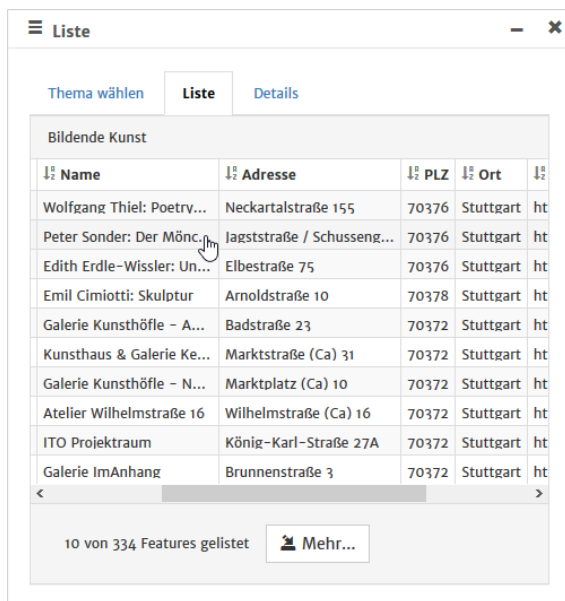 Liste
Thema wählen Liste Details
Bildende Kunst
Name Adresse PLZ Ort
Wolfgang Thiel: Poetry... Neckartalstraße 155 70376 Stuttgart ht
Peter Sonder: Der Mönc... Jagststraße / Schusseng... 70376 Stuttgart ht
Edith Erdle-Wissler: Un... Elbestraße 75 70376 Stuttgart ht
Emil Cimiotti: Skulptur Arnoldstraße 10 70378 Stuttgart ht
Galerie Kunsthöfle - A... Badstraße 23 70372 Stuttgart ht
Kunsthaus & Galerie Ke... Marktstraße (Ca) 31 70372 Stuttgart ht
Galerie Kunsthöfle - N... Marktplatz (Ca) 10 70372 Stuttgart ht
Atelier Wilhelmstraße 16 Wilhelmstraße (Ca) 16 70372 Stuttgart ht
ITO Projektraum König-Karl-Straße 27A 70372 Stuttgart ht
Galerie ImAnhang Brunnenstraße 3 70372 Stuttgart ht
10 von 334 Features gelistet Mehr...